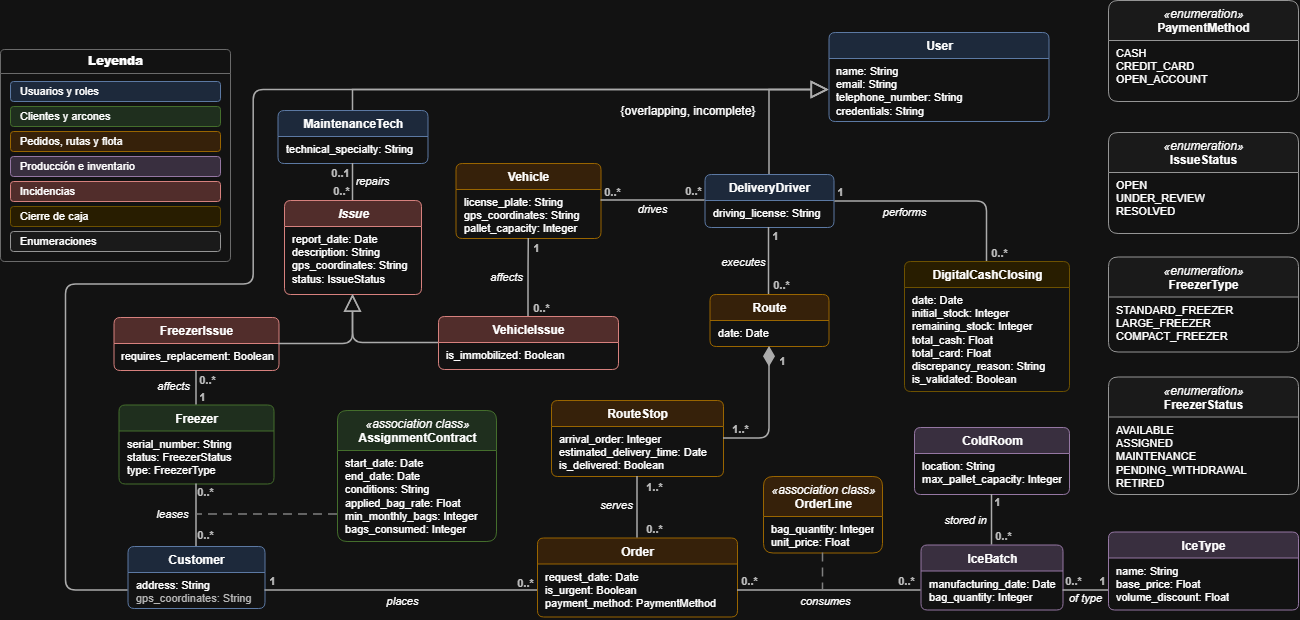 Leyenda
Usuarios y roles
Clientes y arcones
Pedidos, rutas y flota
Producción e inventario
Incidencias
Cierre de caja
Enumeraciones
User
name: String
email: String
telephone_number: String
credentials: String
{overlapping, incomplete}
MaintenanceTech
technical_specialty: String
0..1
repairs
0..*
Issue
report_date: Date
description: String
gps_coordinates: String
status: IssueStatus
Vehicle
license_plate: String
gps_coordinates: String
pallet_capacity: Integer
0..*
drives
0..*
DeliveryDriver
driving_license: String
1
performs
0..*
1
executes
0..*
1
affects
0..*
DigitalCashClosing
date: Date
initial_stock: Integer
remaining_stock: Integer
total_cash: Float
total_card: Float
discrepancy_reason: String
is_validated: Boolean
Route
date: Date
1
FreezerIssue
requires_replacement: Boolean
VehicleIssue
is_immobilized: Boolean
affects
0..*
1
Freezer
serial_number: String
status: FreezerStatus
type: FreezerType
0..*
leases
0..*
«association class»
AssignmentContract
start_date: Date
end_date: Date
conditions: String
applied_bag_rate: Float
min_monthly_bags: Integer
bags_consumed: Integer
RouteStop
arrival_order: Integer
estimated_delivery_time: Date
is_delivered: Boolean
1..*
1..*
serves
0..*
«association class»
OrderLine
bag_quantity: Integer
unit_price: Float
ColdRoom
location: String
max_pallet_capacity: Integer
1
stored in
0..*
Customer
address: String
gps_coordinates: String
1
places
0..*
Order
request_date: Date
is_urgent: Boolean
payment_method: PaymentMethod
0..*
consumes
0..*
IceBatch
manufacturing_date: Date
bag_quantity: Integer
0..*
of type
1
IceType
name: String
base_price: Float
volume_discount: Float
«enumeration»
PaymentMethod
CASH
CREDIT_CARD
OPEN_ACCOUNT
«enumeration»
IssueStatus
OPEN
UNDER_REVIEW
RESOLVED
«enumeration»
FreezerType
STANDARD_FREEZER
LARGE_FREEZER
COMPACT_FREEZER
«enumeration»
FreezerStatus
AVAILABLE
ASSIGNED
MAINTENANCE
PENDING_WITHDRAWAL
RETIRED